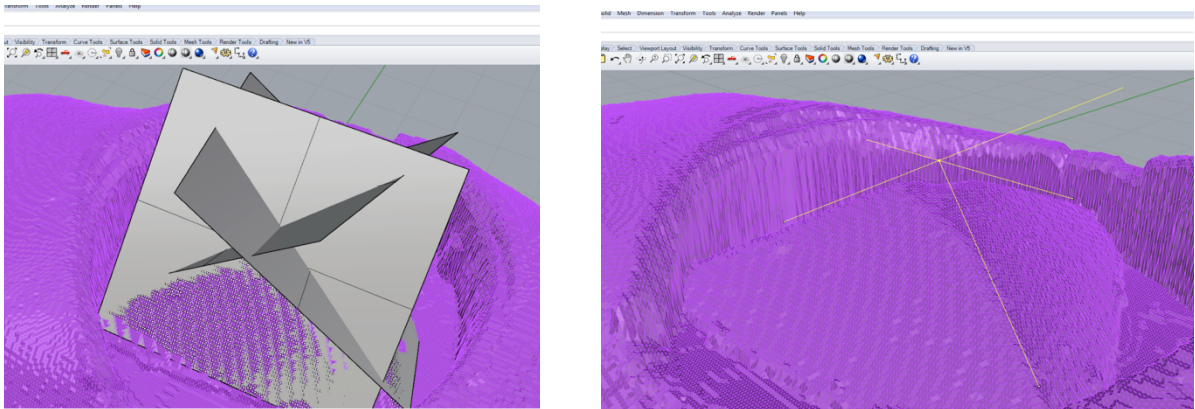 Transform Tools Analyze Render Panels Help
Visibility Transform Curve Tools Surface Tools Solid Tools Mesh Tools Render Tools Drafting New in V5
Solid Mesh Dimension Transform Tools Analyze Render Panels Help
Select Viewport Layout Visibility Transform Curve Tools Surface Tools Solid Tools Mesh Tools Render Tools Drafting New in V5